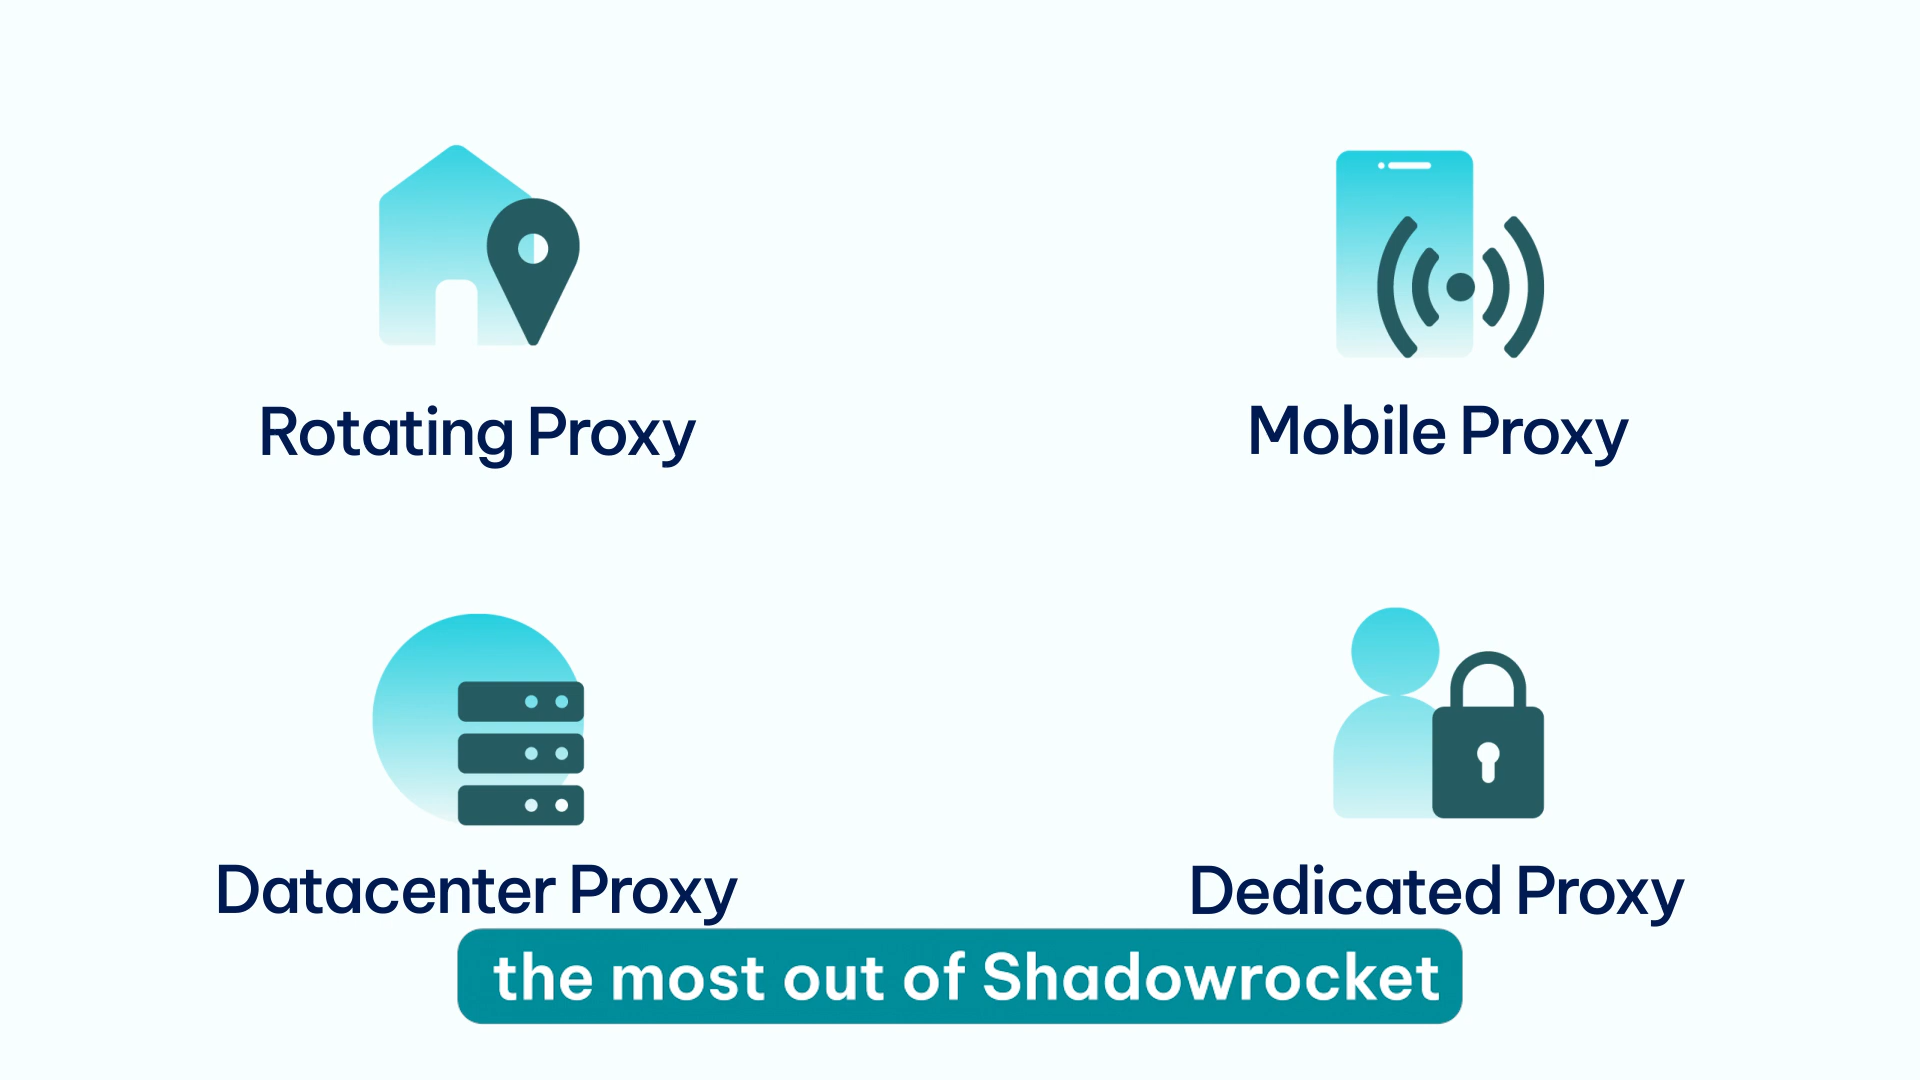 Rotating Proxy
Mobile Proxy
Datacenter Proxy
Dedicated Proxy
the most out of Shadowrocket